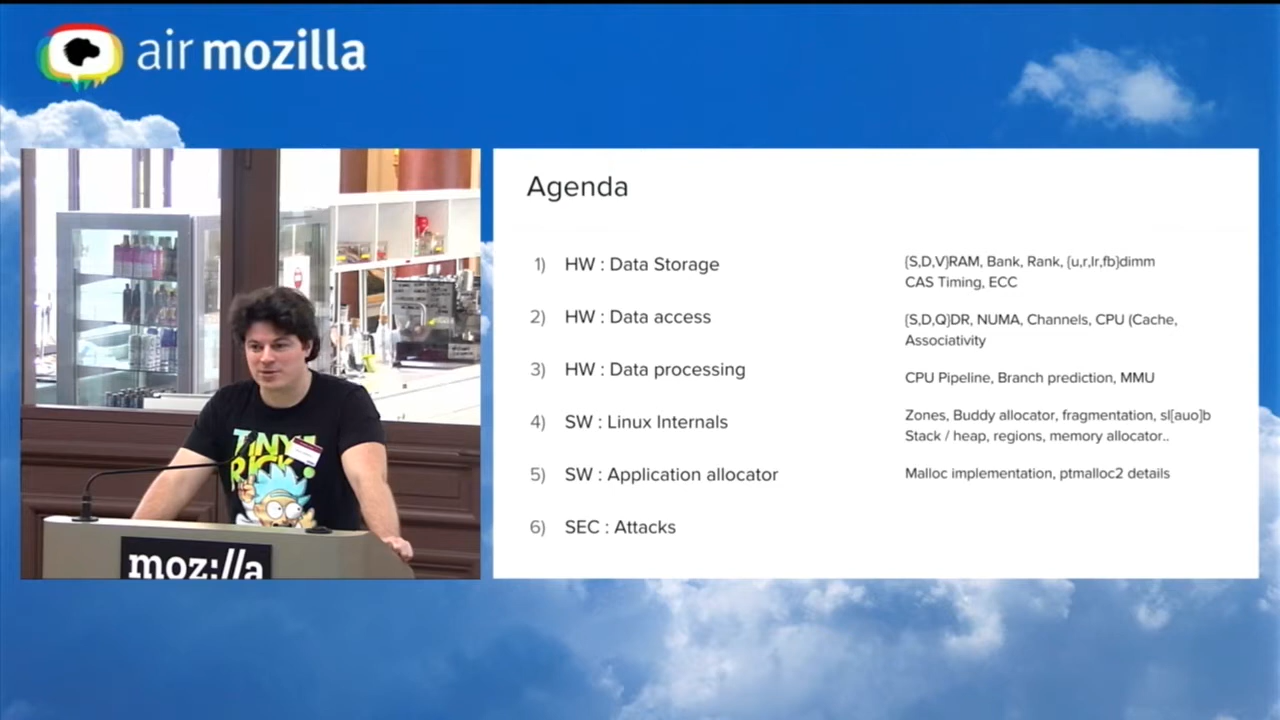 air mozilla
Agenda
1) HW : Data Storage
{S,D,V}RAM, Bank, Rank, {u,r,lr,fb}dimm
CAS Timing, ECC
2) HW : Data access
{S,D,Q}DR, NUMA, Channels, CPU (Cache,
Associativity
3) HW : Data processing
CPU Pipeline, Branch prediction, MMU
4) SW : Linux Internals
Zones, Buddy allocator, fragmentation, sl[auo]b
Stack / heap, regions, memory allocator..
5) SW : Application allocator
Malloc implementation, ptmalloc2 details
6) SEC : Attacks
TINY
RICK!
moz://a